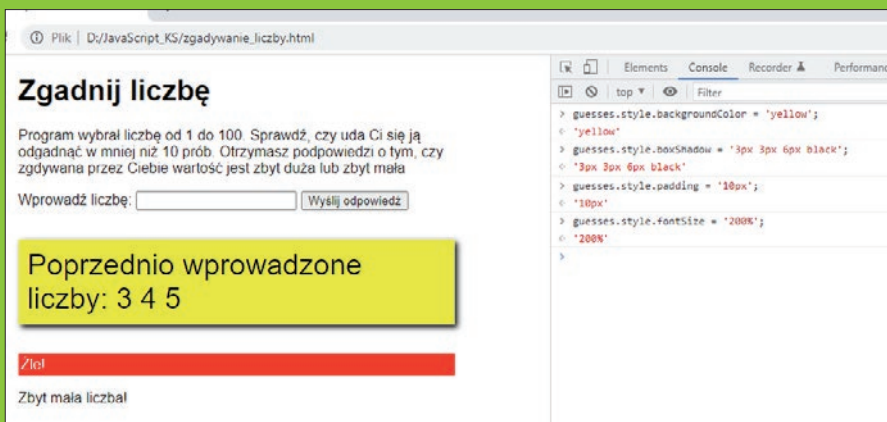 Plik | D:/JavaScript_KS/zgadywanie_liczby.html
Zgadnij liczbę
Program wybrał liczbę od 1 do 100. Sprawdź, czy uda Ci się ją
odgadnąć w mniej niż 10 prób. Otrzymasz podpowiedzi o tym, czy
zgdywana przez Ciebie wartość jest zbyt duża lub zbyt mała
Wprowadź liczbę: Wyślij odpowiedź
Poprzednio wprowadzone
liczby: 3 4 5
Źle!
Zbyt mała liczba!
Elements Console Recorder Performanc
top Filter
> guesses.style.backgroundColor = 'yellow';
'yellow'
> guesses.style.boxShadow = '3px 3px 6px black';
'3px 3px 6px black'
> guesses.style.padding = '10px';
'10px'
> guesses.style.fontSize = '200%';
'200%'
>